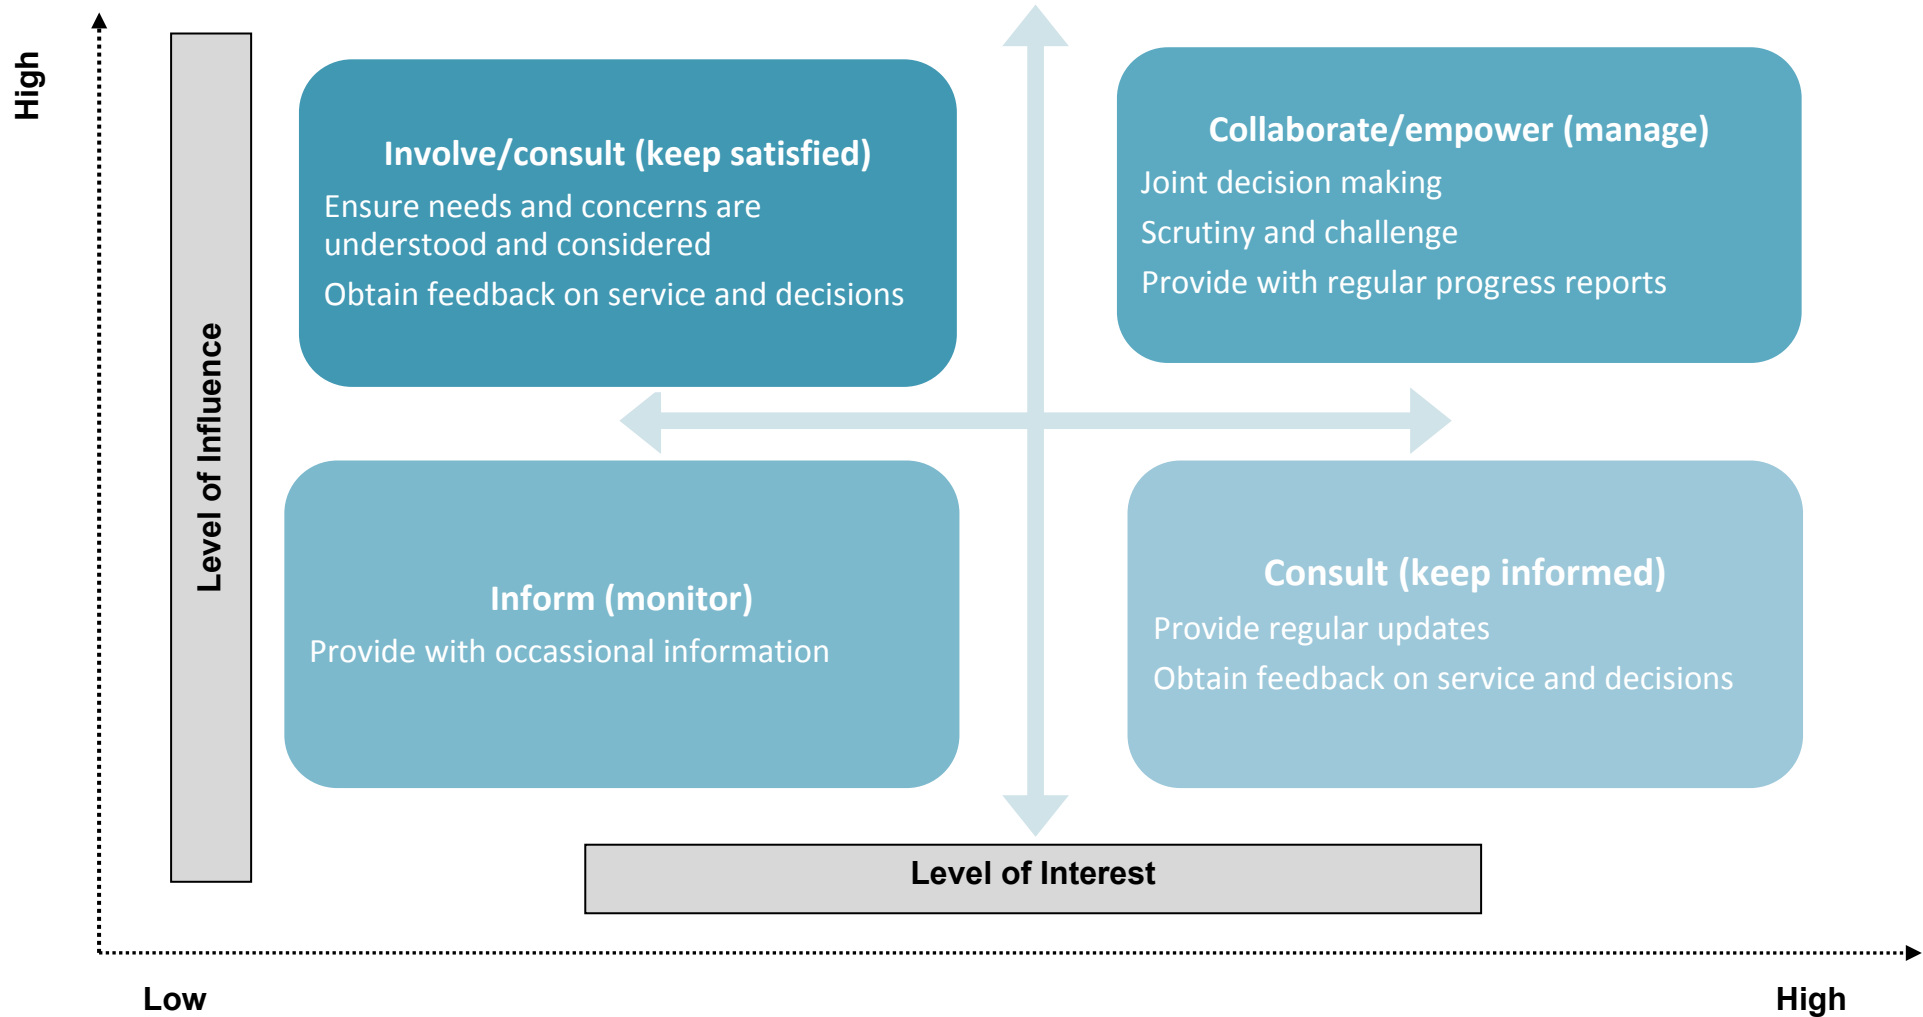 High
Level of Influence
Involve/consult (keep satisfied)
Ensure needs and concerns are
understood and considered
Obtain feedback on service and decisions
Collaborate/empower (manage)
Joint decision making
Scrutiny and challenge
Provide with regular progress reports
Inform (monitor)
Provide with occassional information
Consult (keep informed)
Provide regular updates
Obtain feedback on service and decisions
Level of Interest
Low
High